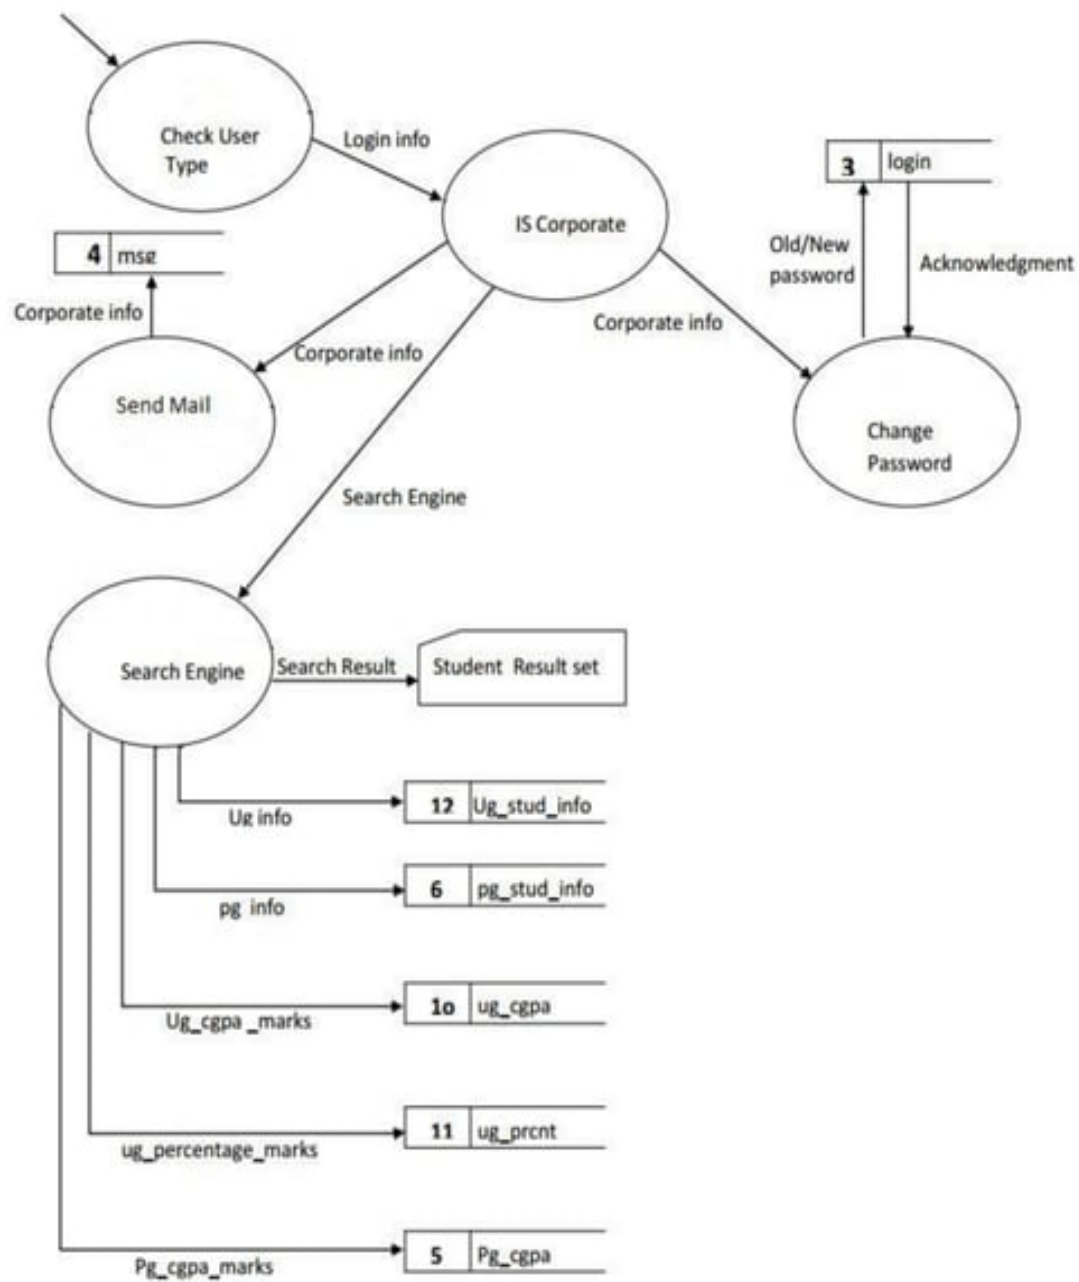 Check User
Type
Login info
IS Corporate
3 login
4 msg
Old/New
password
Acknowledgment
Corporate info
Corporate info
Corporate info
Send Mail
Change
Password
Search Engine
Search Engine
Search Result
Student Result set
12 Ug_stud_info
Ug info
6 pg_stud_info
pg info
1o ug_cgpa
Ug_cgpa _marks
11 ug_prcnt
ug_percentage_marks
5 Pg_cgpa
Pg_cgpa_marks